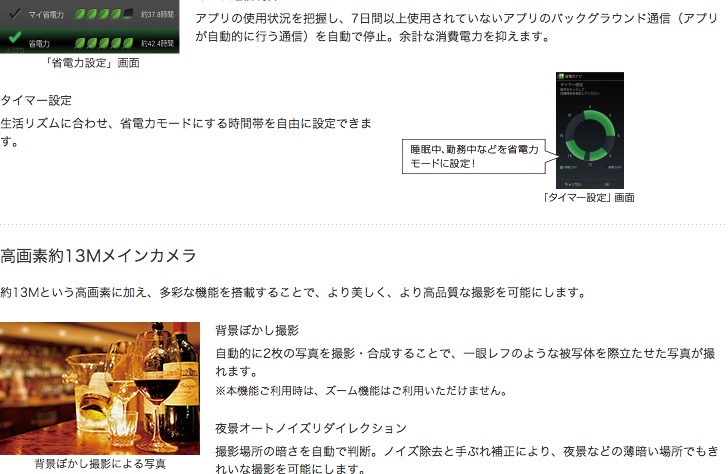 マイ省電力 約37.8時間
省電力 約42.4時間
「省電力設定」画面
アプリの使用状況を把握し、7日間以上使用されていないアプリのバックグラウンド通信（アプリ
が自動的に行う通信）を自動で停止。余計な消費電力を抑えます。
タイマー設定
生活リズムに合わせ、省電力モードにする時間帯を自由に設定できま
す。
睡眠中、勤務中などを省電力
モードに設定！
省電力ナビ
タイマー設定
キャンセル OK
「タイマー設定」画面
高画素約13Mメインカメラ
約13Mという高画素に加え、多彩な機能を搭載することで、より美しく、より高品質な撮影を可能にします。
背景ぼかし撮影
自動的に2枚の写真を撮影・合成することで、一眼レフのような被写体を際立たせた写真が撮
れます。
※本機能ご利用時は、ズーム機能はご利用いただけません。
背景ぼかし撮影による写真
夜景オートノイズリダイレクション
撮影場所の暗さを自動で判断。ノイズ除去と手ぶれ補正により、夜景などの薄暗い場所でもき
れいな撮影を可能にします。